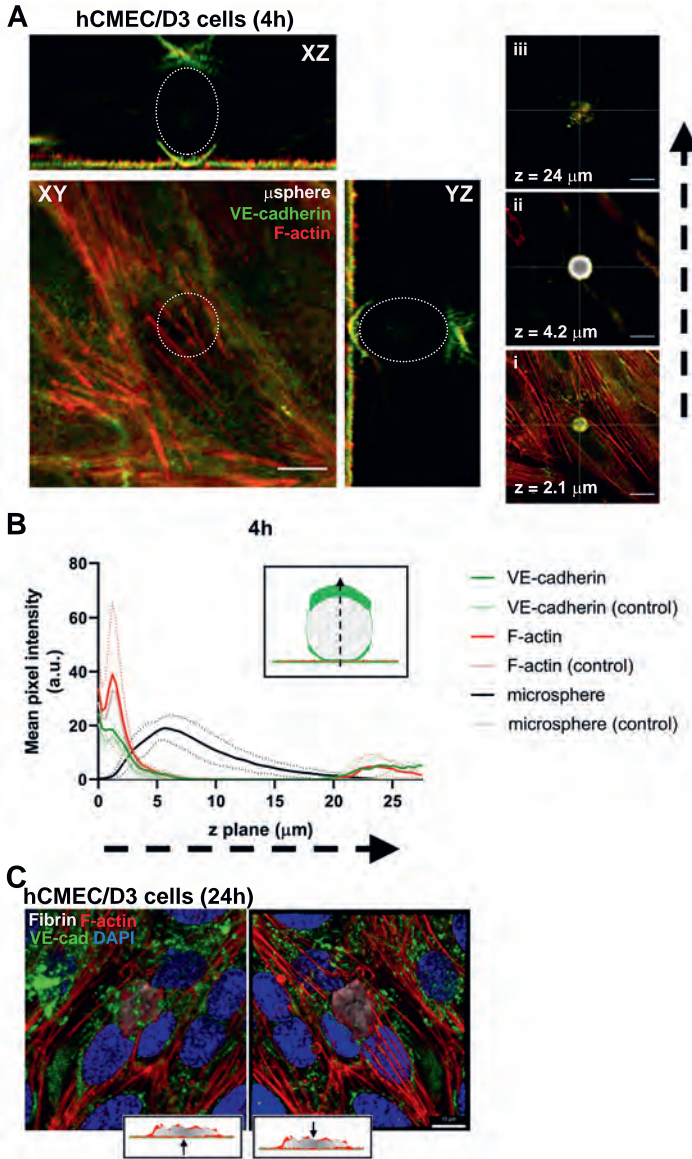 A
hCMEC/D3 cells (4h)
XZ
XY
μsphere
VE-cadherin
F-actin
YZ
iii
z = 24 μm
ii
z = 4.2 μm
i
z = 2.1 μm
B
4h
Mean pixel intensity
(a.u.)
80
60
40
20
0
0
5
10
15
20
25
z plane (μm)
VE-cadherin
VE-cadherin (control)
F-actin
F-actin (control)
microsphere
microsphere (control)
C
hCMEC/D3 cells (24h)
Fibrin F-actin
VE-cad DAPI